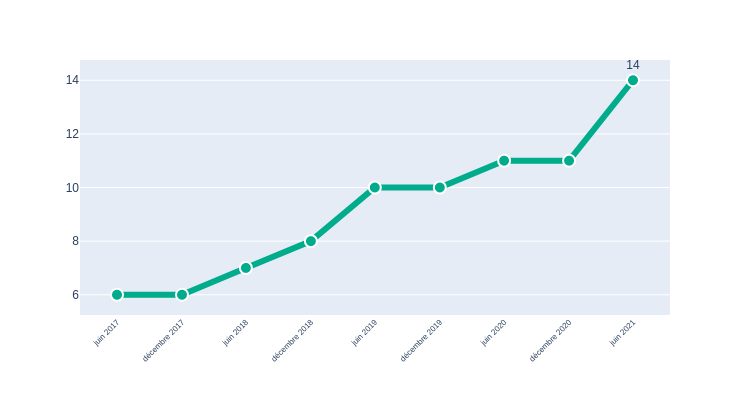 14
14
12
10
8
6
juin 2017
décembre 2017
juin 2018
décembre 2018
juin 2019
décembre 2019
juin 2020
décembre 2020
juin 2021